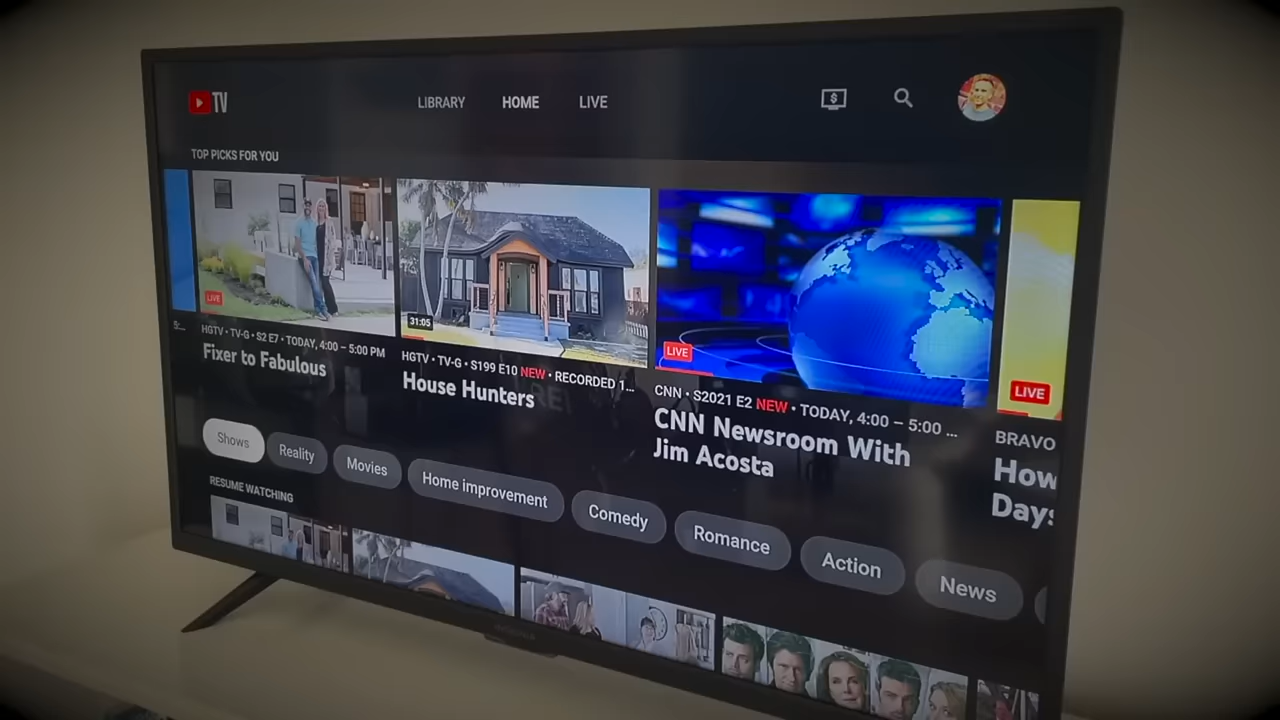 TV
LIBRARY
HOME
LIVE
$
TOP PICKS FOR YOU
LIVE
HGTV • TV-G • S2 E7 • TODAY, 4:00 – 5:00 PM
Fixer to Fabulous
31:05
HGTV • TV-G • S199 E10 NEW • RECORDED 1...
House Hunters
LIVE
CNN • S2021 E2 NEW • TODAY, 4:00 – 5:00 ...
CNN Newsroom With
Jim Acosta
LIVE
BRAVO
How
Days
Shows
Reality
Movies
Home improvement
Comedy
Romance
Action
News
RESUME WATCHING